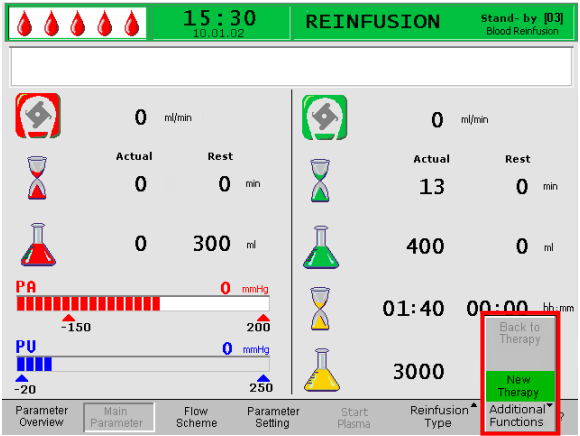 15:30
10.01.02
REINFUSION
Stand- by [03]
Blood Reinfusion
0 ml/min
0 ml/min
Actual Rest
0 0 min
Actual Rest
13 0 min
0 300 ml
400 0 ml
PA 0 mmHg
-150 200
01:40 00:00 hh:mm
PV 0 mmHg
-20 250
3000
Back to
Therapy
New
Therapy
Parameter
Overview
Main
Parameter
Flow
Scheme
Parameter
Setting
Start
Plasma
Reinfusion
Type
Additional
Functions
?